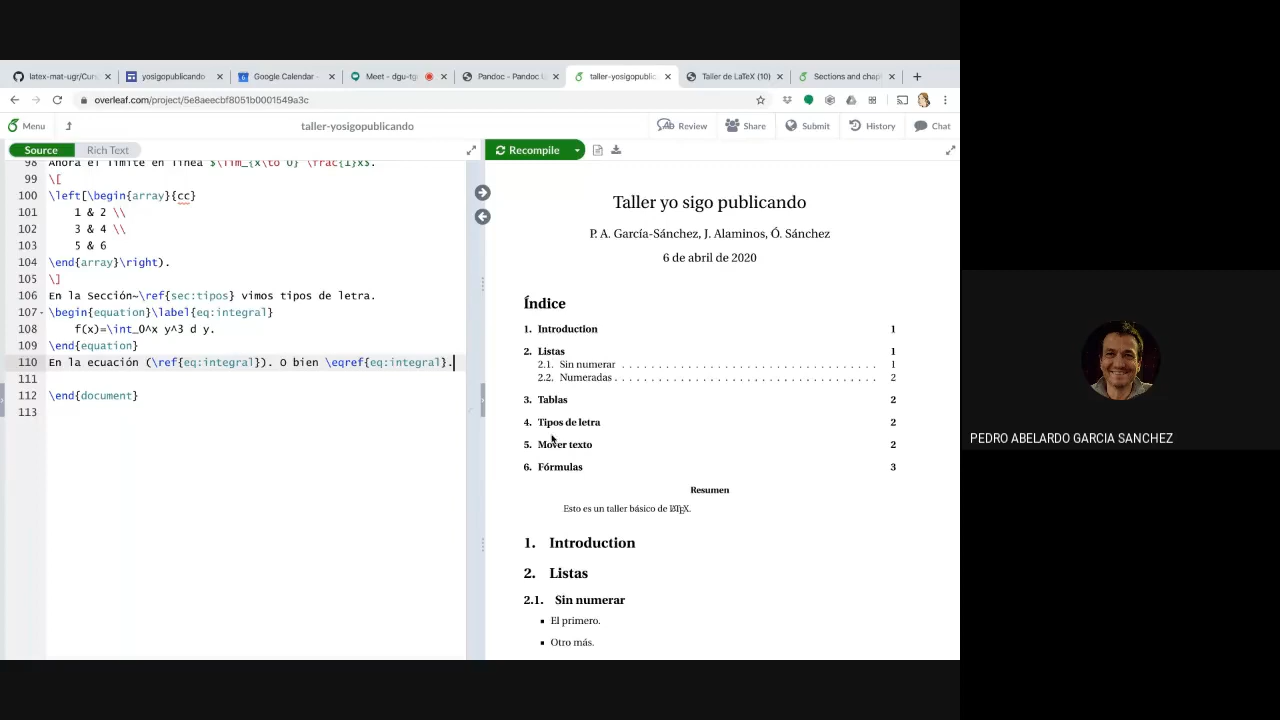 latex-mat-ugr/Curs
yosigopublicando
Google Calendar -
Meet - dgu-tg
Pandoc - Pandoc
taller-yosigopublic
Taller de LaTeX (10)
Sections and chap
overleaf.com/project/5e8aeecbf8051b0001549a3c
Menu
taller-yosigopublicando
Review
Share
Submit
History
Chat
Source
Rich Text
Recompile
98 Ahora el límite en línea $\lim_{x\to 0} \frac{1}x$.
99 \[
100 \left[\begin{array}{cc}
101 1 & 2 \\
102 3 & 4 \\
103 5 & 6
104 \end{array}\right).
105 \]
106 En la Sección~\ref{sec:tipos} vimos tipos de letra.
107 \begin{equation}\label{eq:integral}
108 f(x)=\int_0^x y^3 d y.
109 \end{equation}
110 En la ecuación (\ref{eq:integral}). O bien \eqref{eq:integral}.
111
112 \end{document}
113
Taller yo sigo publicando
P. A. García-Sánchez, J. Alaminos, Ó. Sánchez
6 de abril de 2020
Índice
1. Introduction 1
2. Listas 1
2.1. Sin numerar . . . . . . . . . . . . . . . . . . . . . . . . . . . . . . . . . . 1
2.2. Numeradas . . . . . . . . . . . . . . . . . . . . . . . . . . . . . . . . . . . 2
3. Tablas 2
4. Tipos de letra 2
5. Mover texto 2
6. Fórmulas 3
Resumen
Esto es un taller básico de LATEX.
1. Introduction
2. Listas
2.1. Sin numerar
▪ El primero.
▪ Otro más.
PEDRO ABELARDO GARCIA SANCHEZ